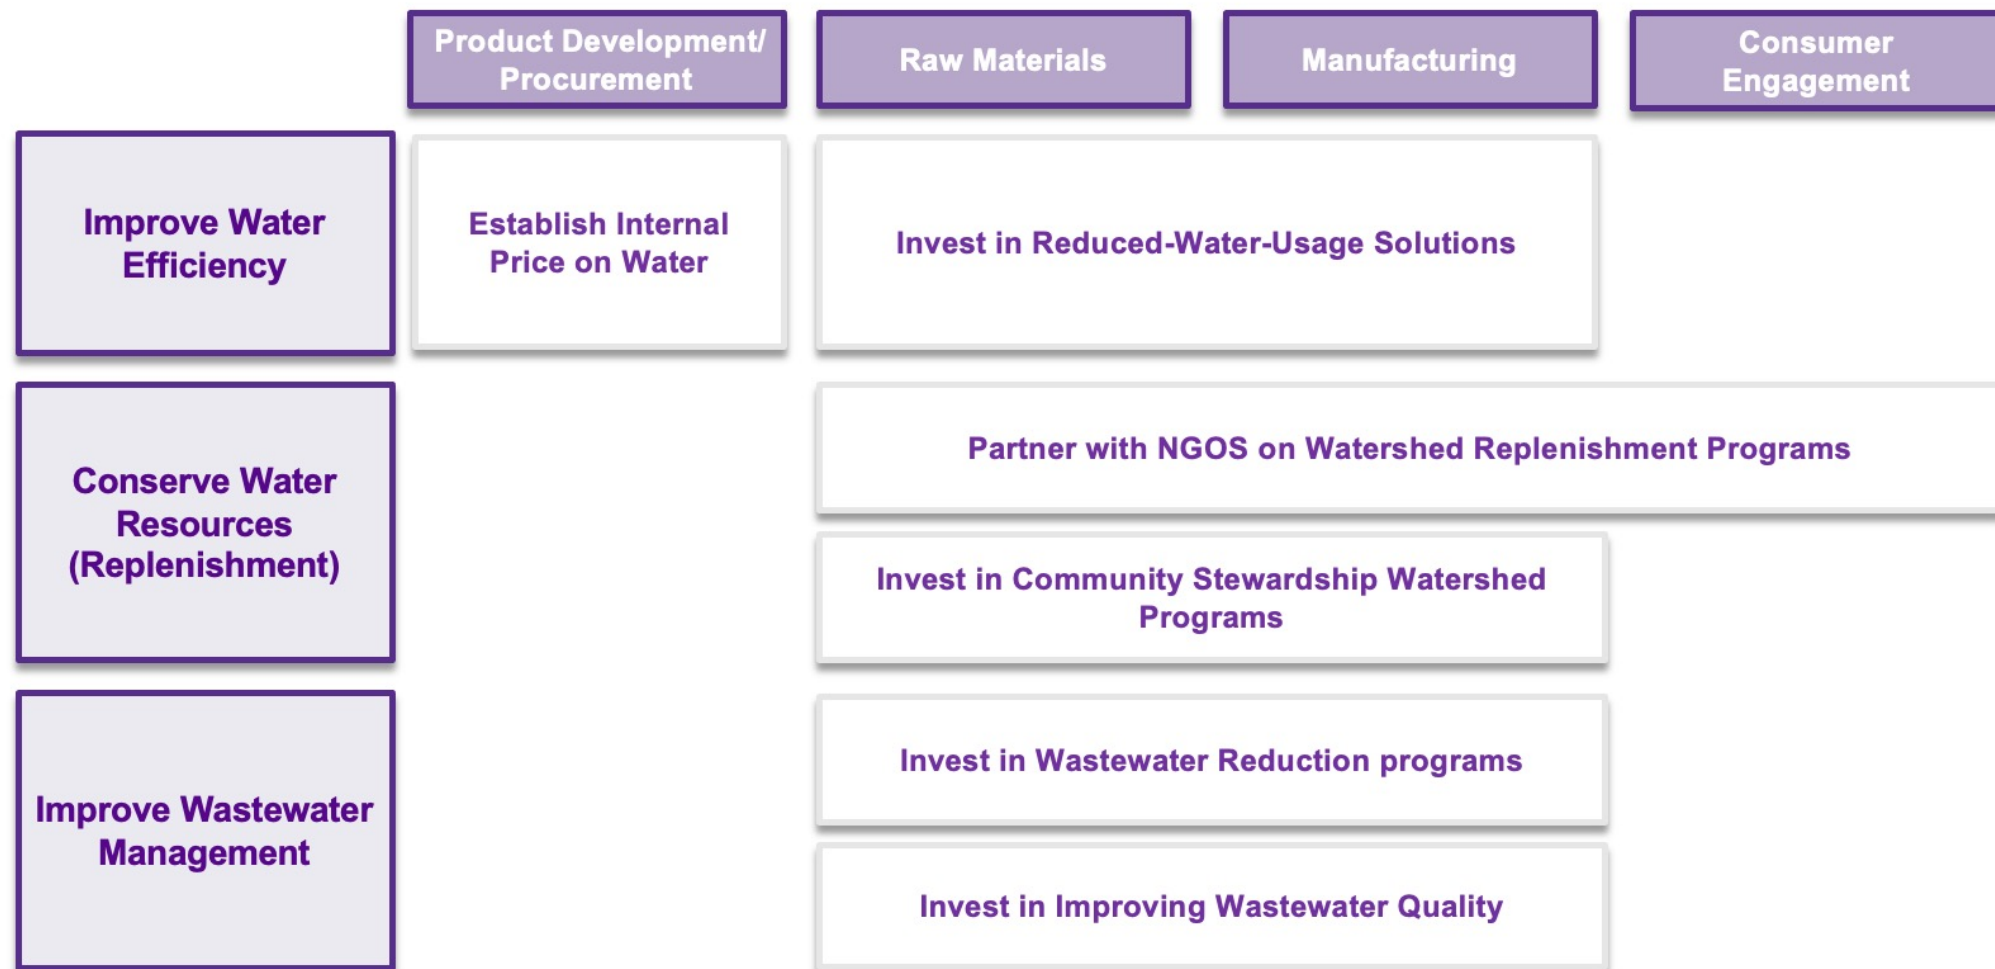 Product Development/
Procurement
Raw Materials
Manufacturing
Consumer
Engagement
Improve Water
Efficiency
Establish Internal
Price on Water
Invest in Reduced-Water-Usage Solutions
Conserve Water
Resources
(Replenishment)
Partner with NGOS on Watershed Replenishment Programs
Invest in Community Stewardship Watershed
Programs
Improve Wastewater
Management
Invest in Wastewater Reduction programs
Invest in Improving Wastewater Quality